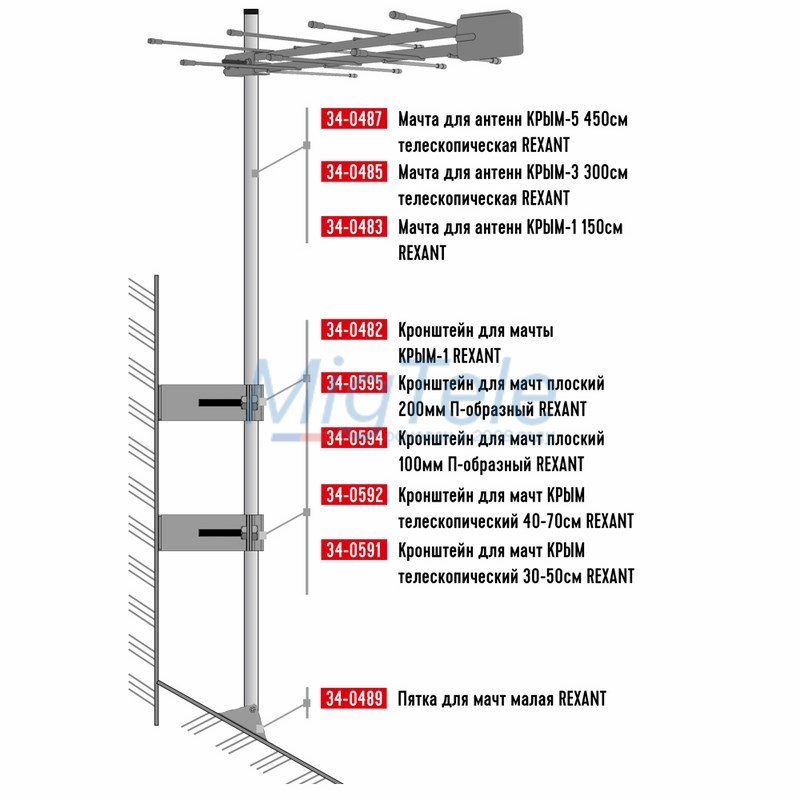 34-0487 Мачта для антенн КРЫМ-5 450см
телескопическая REXANT
34-0485 Мачта для антенн КРЫМ-3 300см
телескопическая REXANT
34-0483 Мачта для антенн КРЫМ-1 150см
REXANT
34-0482 Кронштейн для мачты
КРЫМ-1 REXANT
MigTele
34-0595 Кронштейн для мачт плоский
200мм П-образный REXANT
34-0594 Кронштейн для мачт плоский
100мм П-образный REXANT
34-0592 Кронштейн для мачт КРЫМ
телескопический 40-70см REXANT
34-0591 Кронштейн для мачт КРЫМ
телескопический 30-50см REXANT
34-0489 Пятка для мачт малая REXANT